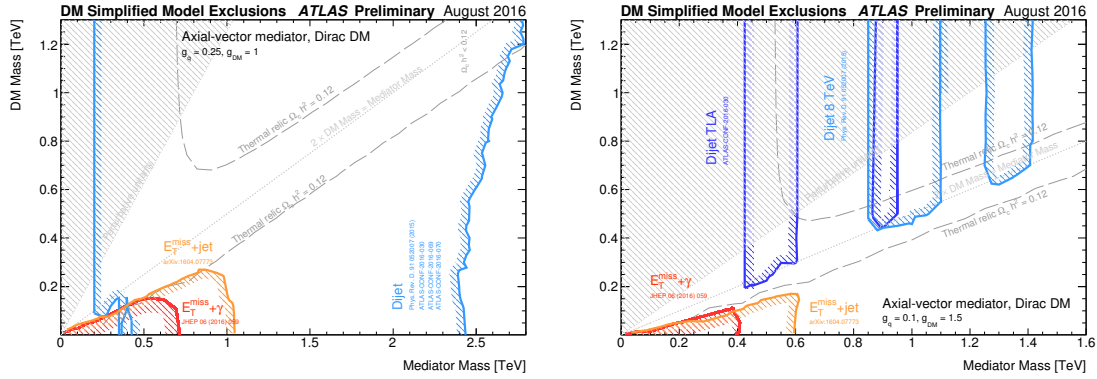 DM Simplified Model Exclusions ATLAS Preliminary August 2016
DM Mass [TeV]
1.2
1
0.8
0.6
0.4
0.2
0 0.5 1 1.5 2 2.5
Mediator Mass [TeV]
Axial-vector mediator, Dirac DM
g_q = 0.25, g_DM = 1
Perturbative unitarity
Thermal relic Ω_c h² = 0.12
2 × DM Mass = Mediator Mass
Thermal relic Ω_c h² = 0.12
Ω_c h² < 0.12
E_T^miss+jet
arXiv:1604.07773
E_T^miss+γ
JHEP 06 (2016) 059
Dijet
Phys. Rev. D. 91 052007 (2015)
ATLAS-CONF-2016-030
ATLAS-CONF-2016-069
ATLAS-CONF-2016-070
DM Simplified Model Exclusions ATLAS Preliminary August 2016
DM Mass [TeV]
1.2
1
0.8
0.6
0.4
0.2
0 0.2 0.4 0.6 0.8 1 1.2 1.4 1.6
Mediator Mass [TeV]
Dijet TLA
ATLAS-CONF-2016-030
Dijet 8 TeV
Phys. Rev. D. 91 052007 (2015)
Perturbative
Thermal relic Ω_c h² = 0.12
× DM Mass = Mediator Mass
Thermal relic Ω_c h² = 0.12
E_T^miss+γ
JHEP 06 (2016) 059
E_T^miss+jet
arXiv:1604.07773
Axial-vector mediator, Dirac DM
g_q = 0.1, g_DM = 1.5